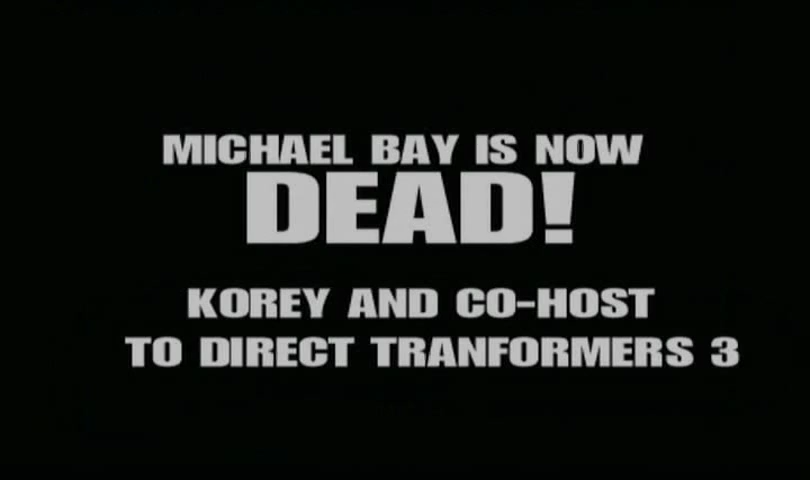 MICHAEL BAY IS NOW
DEAD!
KOREY AND CO-HOST
TO DIRECT TRANFORMERS 3